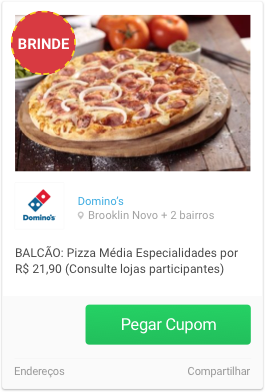 BRINDE
Domino's
Domino's
Brooklin Novo + 2 bairros
BALCÃO: Pizza Média Especialidades por
R$ 21,90 (Consulte lojas participantes)
Pegar Cupom
Endereços
Compartilhar